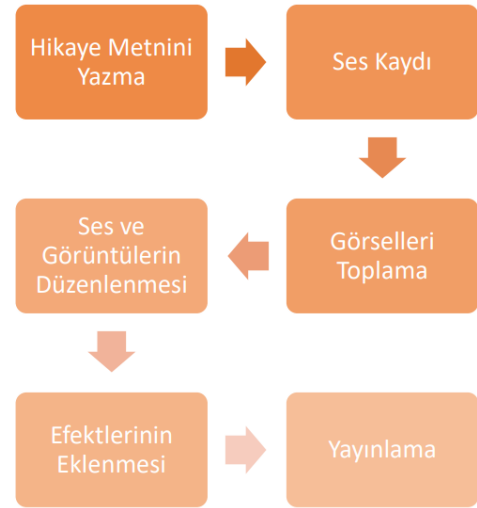 Hikaye Metnini
Yazma
Ses Kaydı
Görselleri
Toplama
Ses ve
Görüntülerin
Düzenlenmesi
Efektlerinin
Eklenmesi
Yayınlama